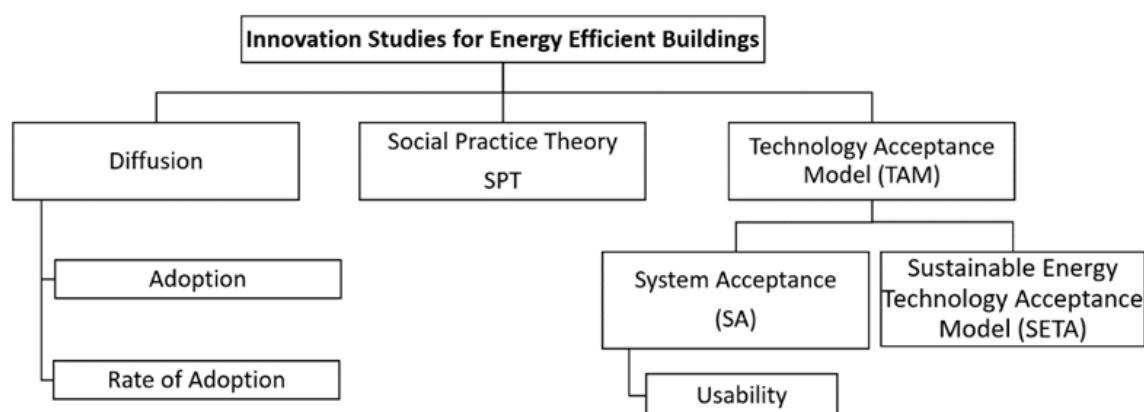 Innovation Studies for Energy Efficient Buildings
Diffusion
Social Practice Theory
SPT
Technology Acceptance
Model (TAM)
Adoption
Rate of Adoption
System Acceptance
(SA)
Usability
Sustainable Energy
Technology Acceptance
Model (SETA)